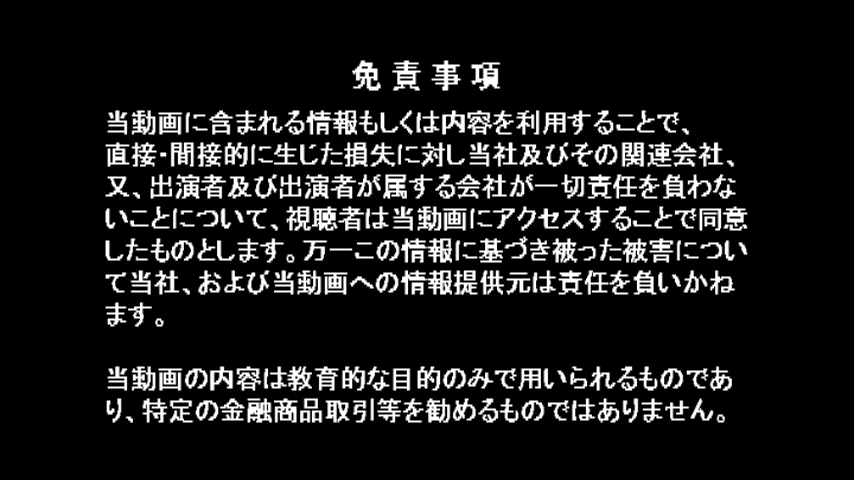 免責事項
当動画に含まれる情報もしくは内容を利用することで、
直接・間接的に生じた損失に対し当社及びその関連会社、
又、出演者及び出演者が属する会社が一切責任を負わな
いことについて、視聴者は当動画にアクセスすることで同意
したものとします。万一この情報に基づき被った被害につい
て当社、および当動画への情報提供元は責任を負いかね
ます。
当動画の内容は教育的な目的のみで用いられるものであ
り、特定の金融商品取引等を勧めるものではありません。